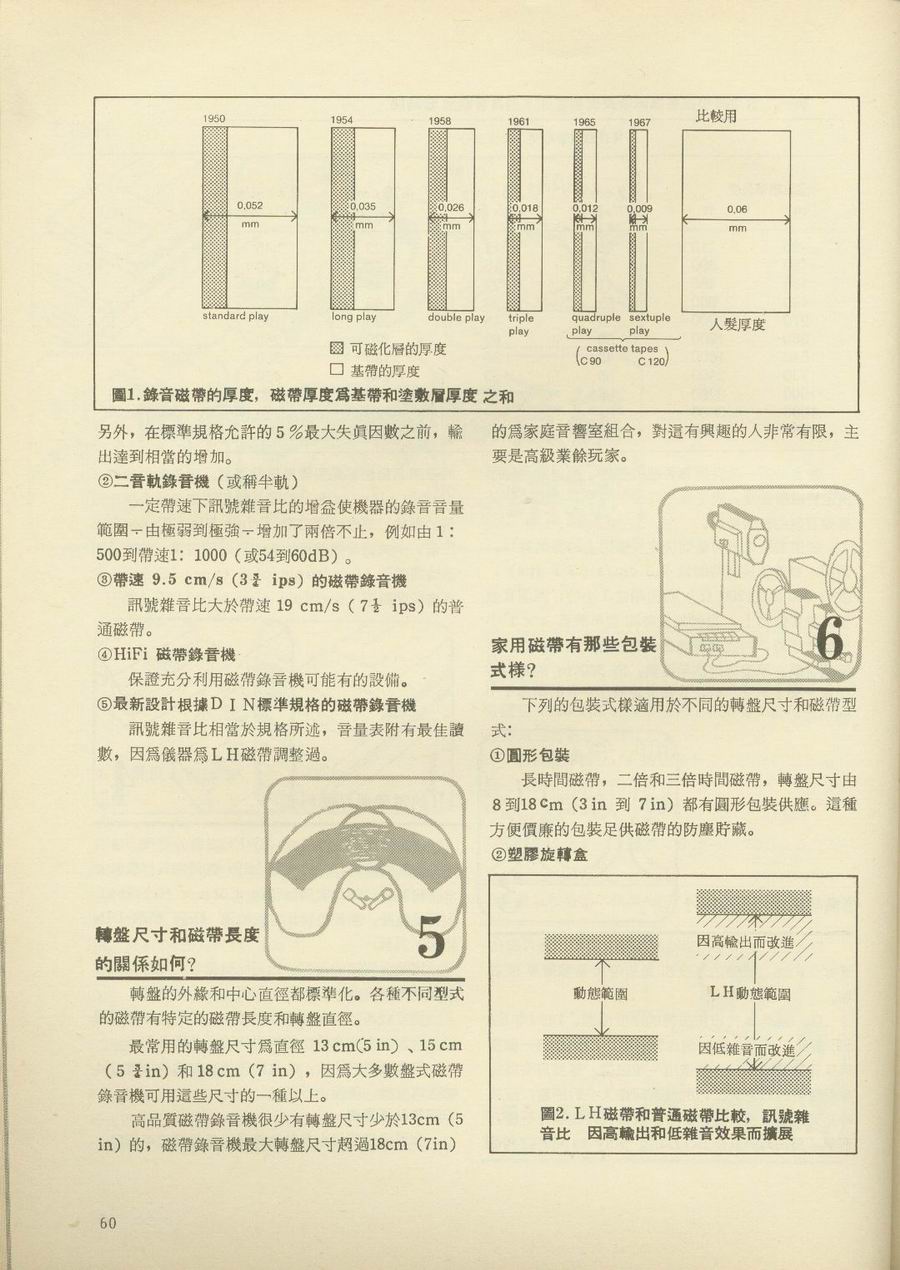 1950
1954
1958
1961
1965
1967
比較用
0,052
mm
0,035
mm
0,026
mm
0,018
mm
0,012
mm
0,009
mm
0,06
mm
standard play
long play
double play
triple
play
quadruple
play
sextuple
play
人髮厚度
cassette tapes
(C 90 C 120)
可磁化層的厚度
基帶的厚度
圖1.錄音磁帶的厚度，磁帶厚度爲基帶和塗敷層厚度 之和
另外，在標準規格允許的 5 %最大失眞因數之前，輸
出達到相當的增加。
②二音軌錄音機（或稱半軌）
一定帶速下訊號雜音比的增益使機器的錄音音量
範圍÷由極弱到極強÷增加了兩倍不止，例如由 1：
500到帶速1：1000（或54到60dB）。
③帶速 9.5 cm/s (3¾ ips) 的磁帶錄音機
訊號雜音比大於帶速 19 cm/s ( 7½ ips) 的普
通磁帶。
④HiFi 磁帶錄音機
保證充分利用磁帶錄音機可能有的設備。
⑤最新設計根據ＤＩＮ標準規格的磁帶錄音機
訊號雜音比相當於規格所述，音量表附有最佳讀
數，因爲儀器爲ＬＨ磁帶調整過。
5
轉盤尺寸和磁帶長度
的關係如何?
轉盤的外緣和中心直徑都標準化。各種不同型式
的磁帶有特定的磁帶長度和轉盤直徑。
最常用的轉盤尺寸爲直徑 13 cm(5 in) 、15 cm
( 5 ¾in) 和 18 cm (7 in) ，因爲大多數盤式磁帶
錄音機可用這些尺寸的一種以上。
高品質磁帶錄音機很少有轉盤尺寸少於13cm (5
in) 的，磁帶錄音機最大轉盤尺寸超過18cm (7in)
的爲家庭音響室組合，對這有興趣的人非常有限，主
要是高級業餘玩家。
6
家用磁帶有那些包裝
式樣?
下列的包裝式樣適用於不同的轉盤尺寸和磁帶型
式：
①圓形包裝
長時間磁帶，二倍和三倍時間磁帶，轉盤尺寸由
8 到18 cm (3 in 到 7 in) 都有圓形包裝供應。這種
方便價廉的包裝足供磁帶的防塵貯藏。
②塑膠旋轉盒
動態範圍
因高輸出而改進
ＬＨ動態範圍
因低雜音而改進
圖2. ＬＨ磁帶和普通磁帶比較，訊號雜
音比 因高輸出和低雜音效果而擴展
60